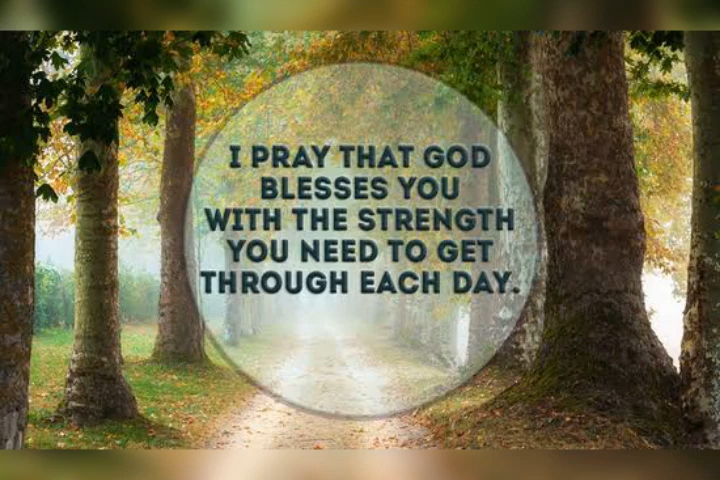 I PRAY THAT GOD
BLESSES YOU
WITH THE STRENGTH
YOU NEED TO GET
THROUGH EACH DAY.